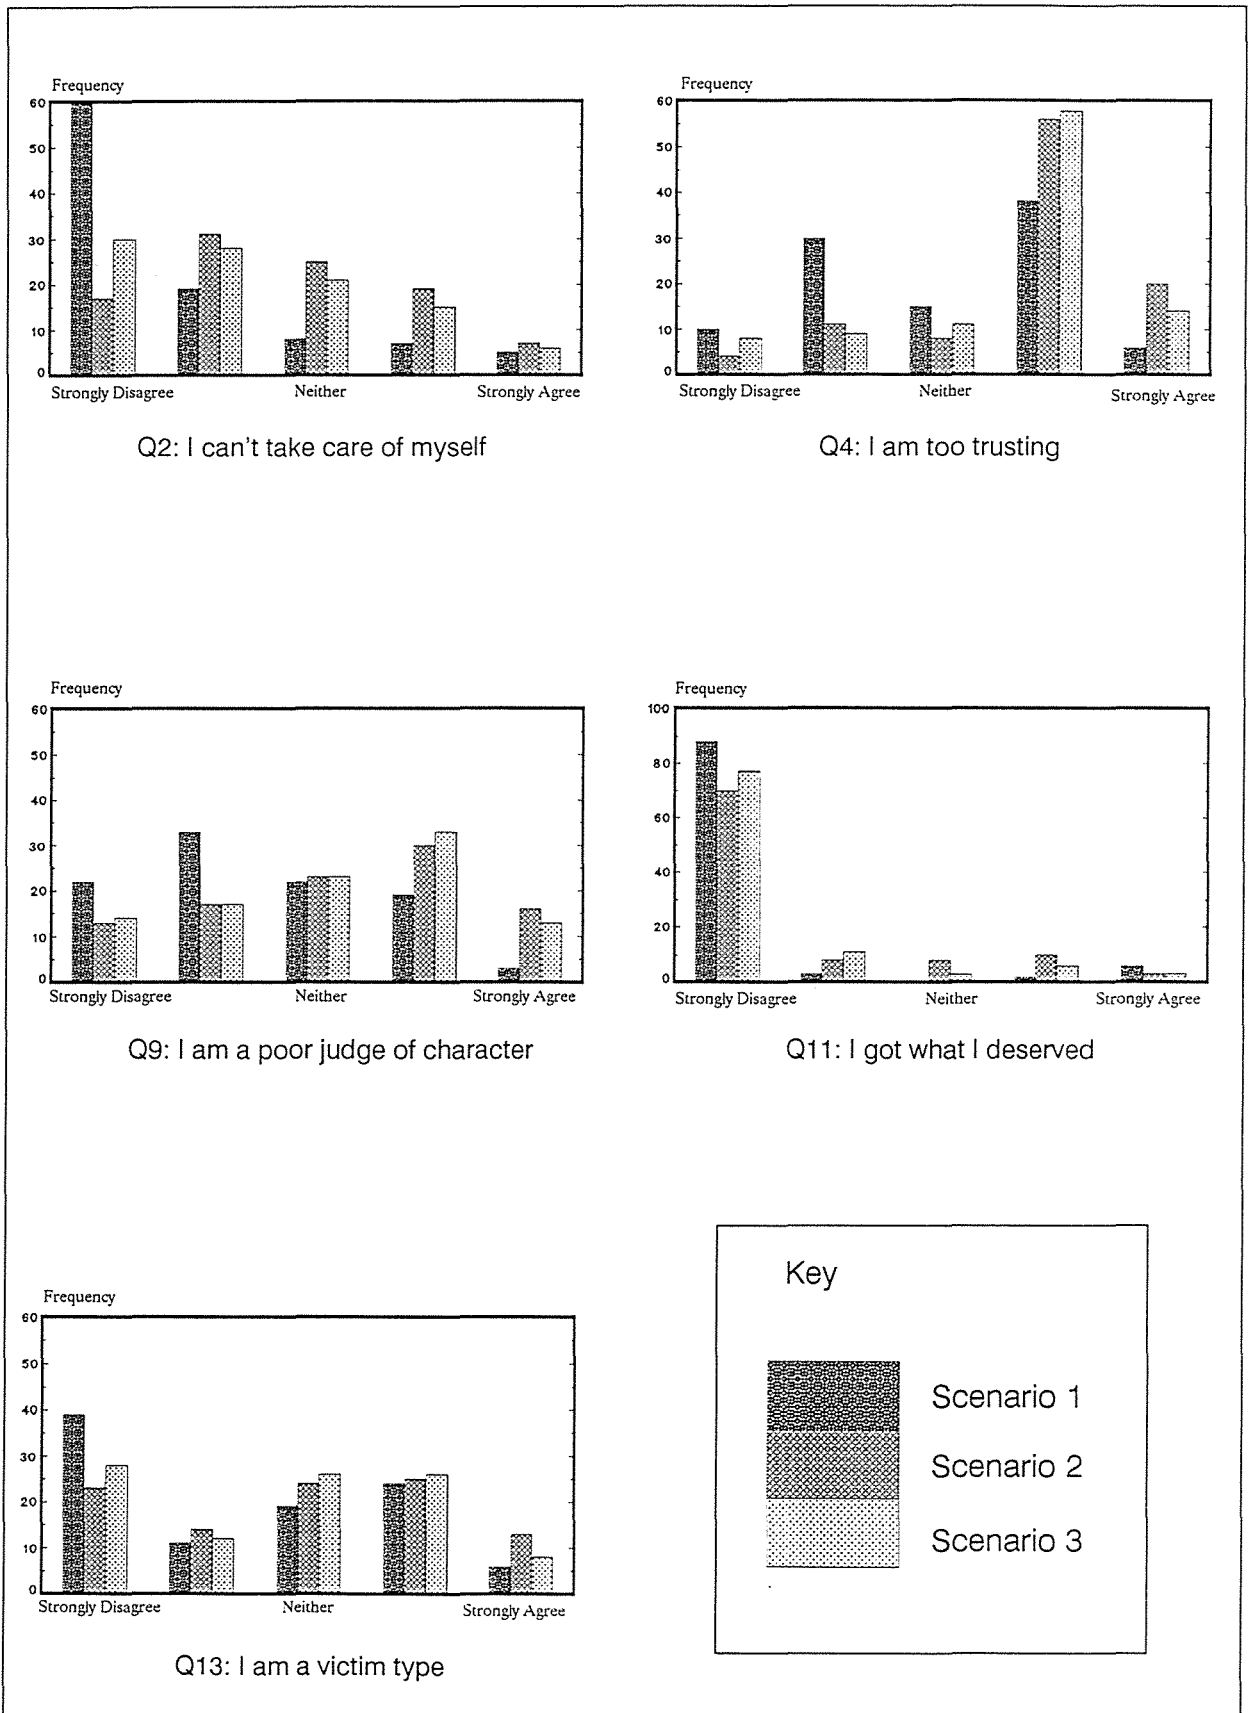 Frequency
60
50
40
30
20
10
0
Strongly Disagree Neither Strongly Agree
Q2: I can't take care of myself
Frequency
60
50
40
30
20
10
0
Strongly Disagree Neither Strongly Agree
Q4: I am too trusting
Frequency
60
50
40
30
20
10
0
Strongly Disagree Neither Strongly Agree
Q9: I am a poor judge of character
Frequency
100
80
60
40
20
0
Strongly Disagree Neither Strongly Agree
Q11: I got what I deserved
Frequency
60
50
40
30
20
10
0
Strongly Disagree Neither Strongly Agree
Q13: I am a victim type
Key
Scenario 1
Scenario 2
Scenario 3